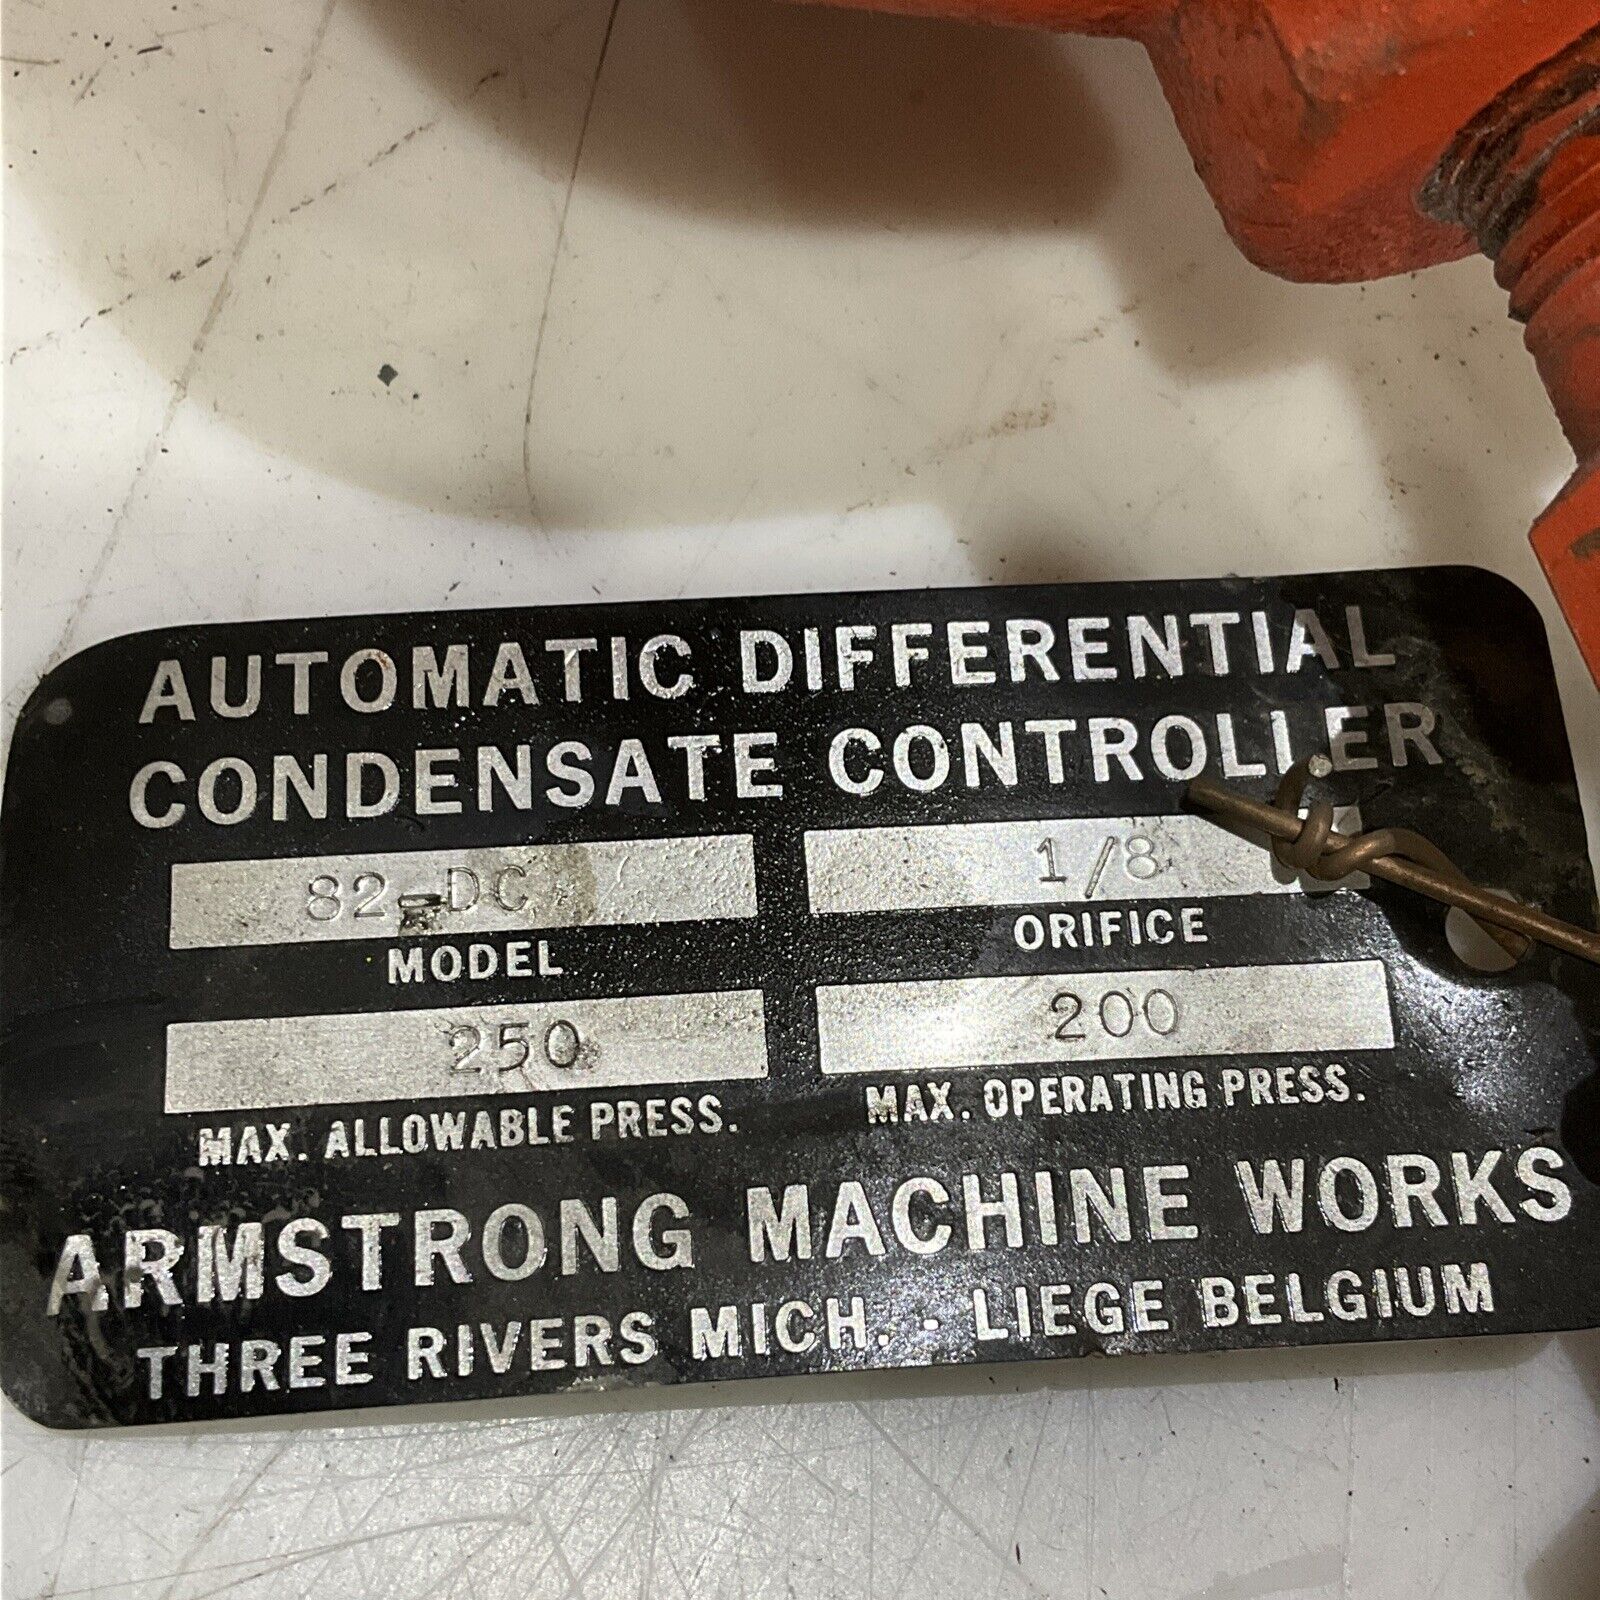 AUTOMATIC DIFFERENTIAL
CONDENSATE CONTROLLER
82-DC 1/8
MODEL ORIFICE
250 200
MAX. ALLOWABLE PRESS. MAX. OPERATING PRESS.
ARMSTRONG MACHINE WORKS
THREE RIVERS MICH. - LIEGE BELGIUM